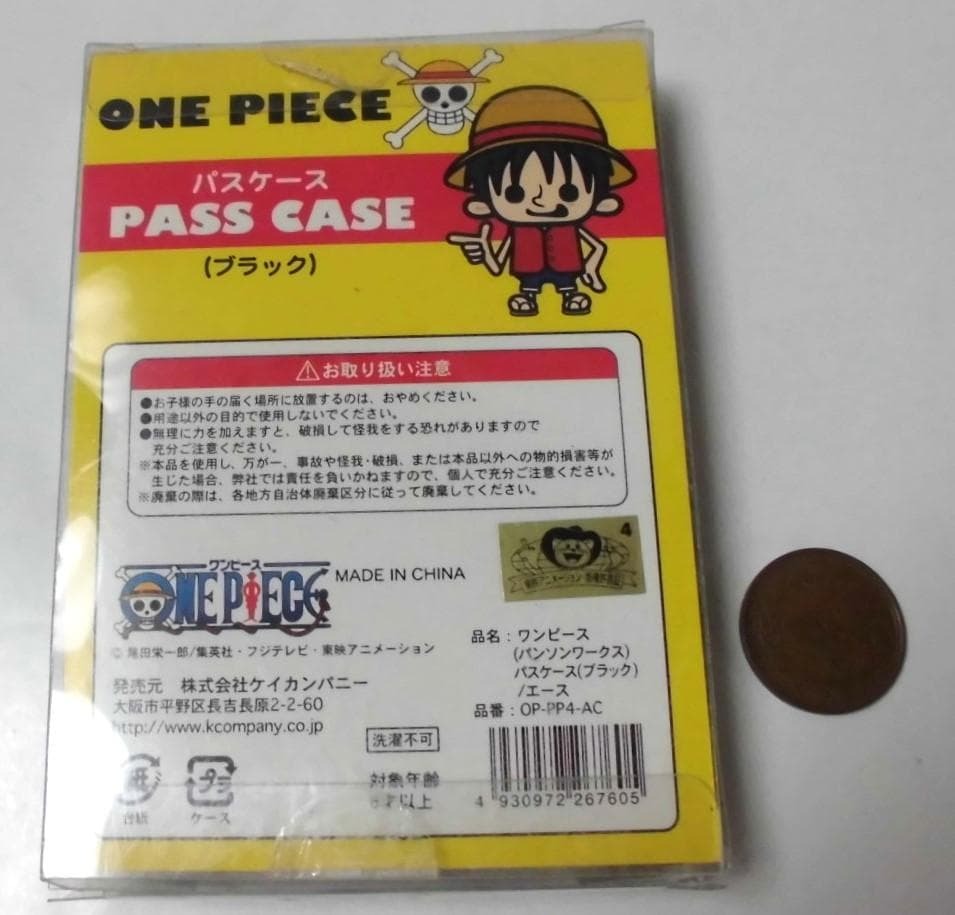 ONE PIECE
パスケース
PASS CASE
(ブラック)
⚠お取り扱い注意
●お子様の手の届く場所に放置するのは、おやめください。
●用途以外の目的で使用しないでください。
●無理に力を加えますと、破損して怪我をする恐れがありますので
充分ご注意ください。
※本品を使用し、万が一、事故や怪我・破損、または本品以外への物的損害等が
生じた場合、弊社では責任を負いかねますので、個人で充分ご注意ください。
※廃棄の際は、各地方自治体廃棄区分に従って廃棄してください。
4
東映アニメーション
ワンピース
ONE PIECE
MADE IN CHINA
© 尾田栄一郎/集英社・フジテレビ・東映アニメーション
発売元 株式会社ケイカンパニー
大阪市平野区長吉長原2-2-60
http://www.kcompany.co.jp
品名:ワンピース
(パンソンワークス)
パスケース(ブラック)
/エース
品番:OP-PP4-AC
洗濯不可
対象年齢
6才以上
紙
台紙
プラ
ケース
4 930972 267605